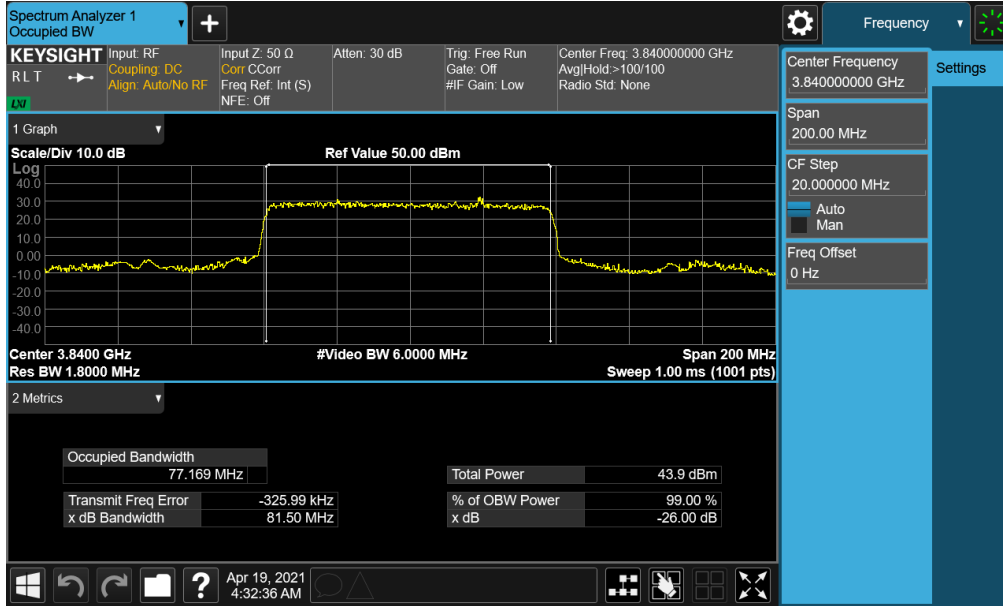 Spectrum Analyzer 1
Occupied BW
Frequency
KEYSIGHT
R L T
LXI
Input: RF
Coupling: DC
Align: Auto/No RF
Input Z: 50 Ω
Corr CCorr
Freq Ref: Int (S)
NFE: Off
Atten: 30 dB
Trig: Free Run
Gate: Off
#IF Gain: Low
Center Freq: 3.840000000 GHz
Avg|Hold:>100/100
Radio Std: None
Center Frequency
3.840000000 GHz
Settings
Span
200.00 MHz
CF Step
20.000000 MHz
Auto
Man
Freq Offset
0 Hz
1 Graph
Scale/Div 10.0 dB
Ref Value 50.00 dBm
Log
40.0
30.0
20.0
10.0
0.00
-10.0
-20.0
-30.0
-40.0
Center 3.8400 GHz
#Video BW 6.0000 MHz
Span 200 MHz
Res BW 1.8000 MHz
Sweep 1.00 ms (1001 pts)
2 Metrics
Occupied Bandwidth
77.169 MHz
Total Power 43.9 dBm
Transmit Freq Error -325.99 kHz
% of OBW Power 99.00 %
x dB Bandwidth 81.50 MHz
x dB -26.00 dB
?
Apr 19, 2021
4:32:36 AM